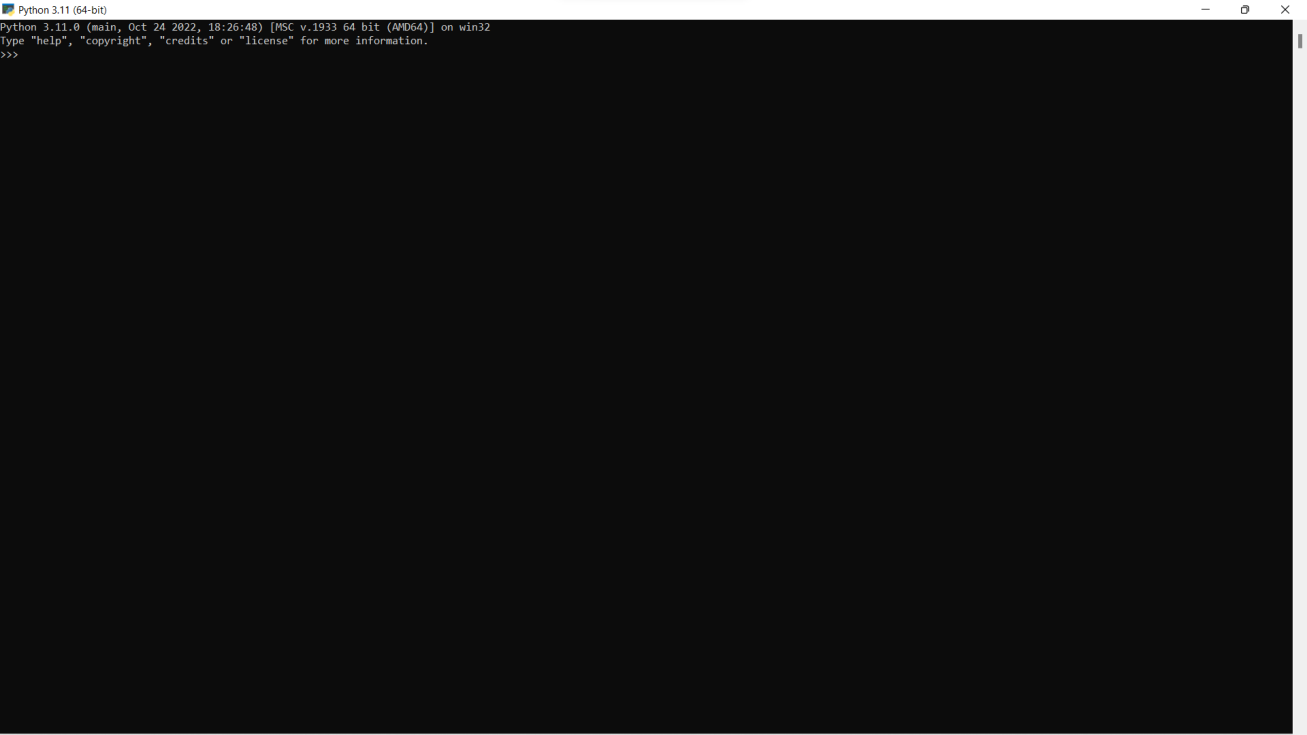 Python 3.11 (64-bit)
Python 3.11.0 (main, Oct 24 2022, 18:26:48) [MSC v.1933 64 bit (AMD64)] on win32
Type "help", "copyright", "credits" or "license" for more information.
>>>